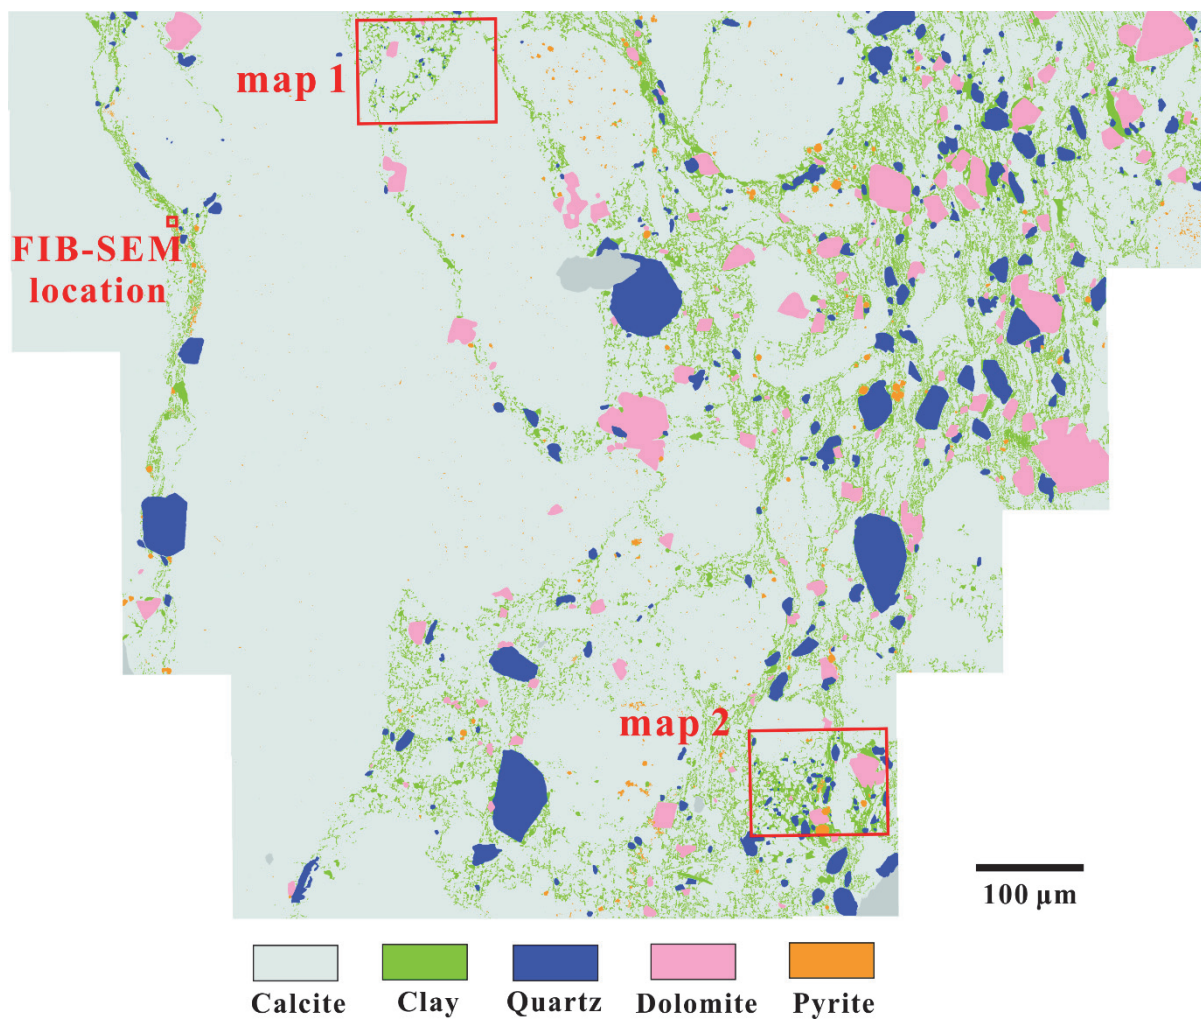 map 1
FIB-SEM
location
map 2
100 μm
Calcite
Clay
Quartz
Dolomite
Pyrite